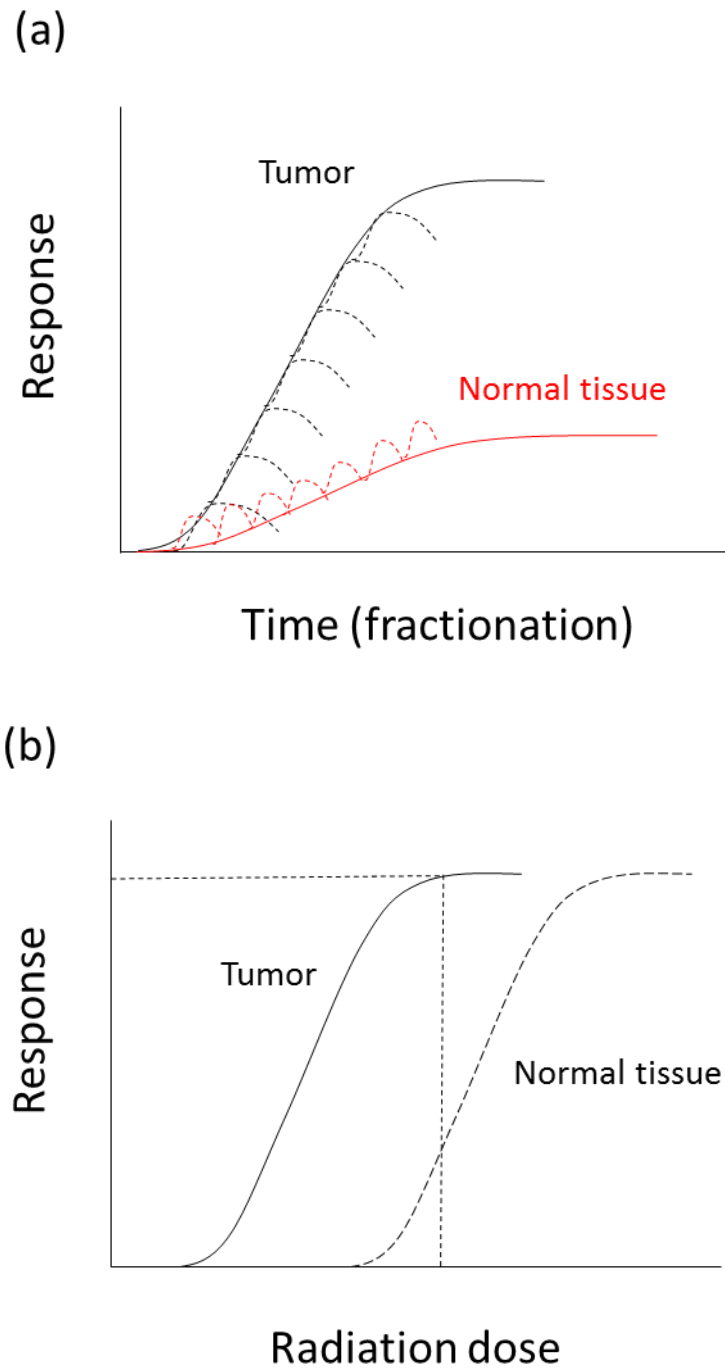 (a)
Tumor
Response
Normal tissue
Time (fractionation)
(b)
Tumor
Response
Normal tissue
Radiation dose